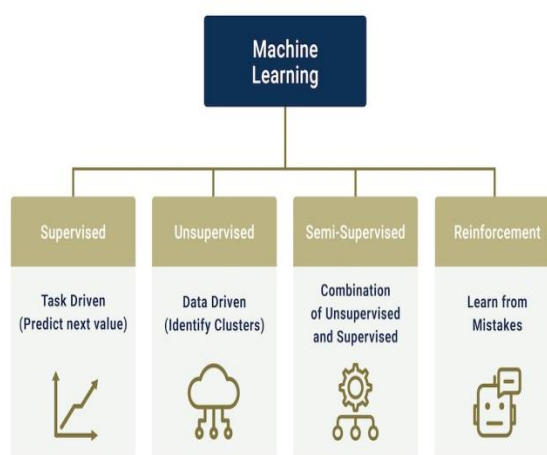 Machine
Learning
Supervised
Task Driven
(Predict next value)
Unsupervised
Data Driven
(Identify Clusters)
Semi-Supervised
Combination
of Unsupervised
and Supervised
Reinforcement
Learn from
Mistakes